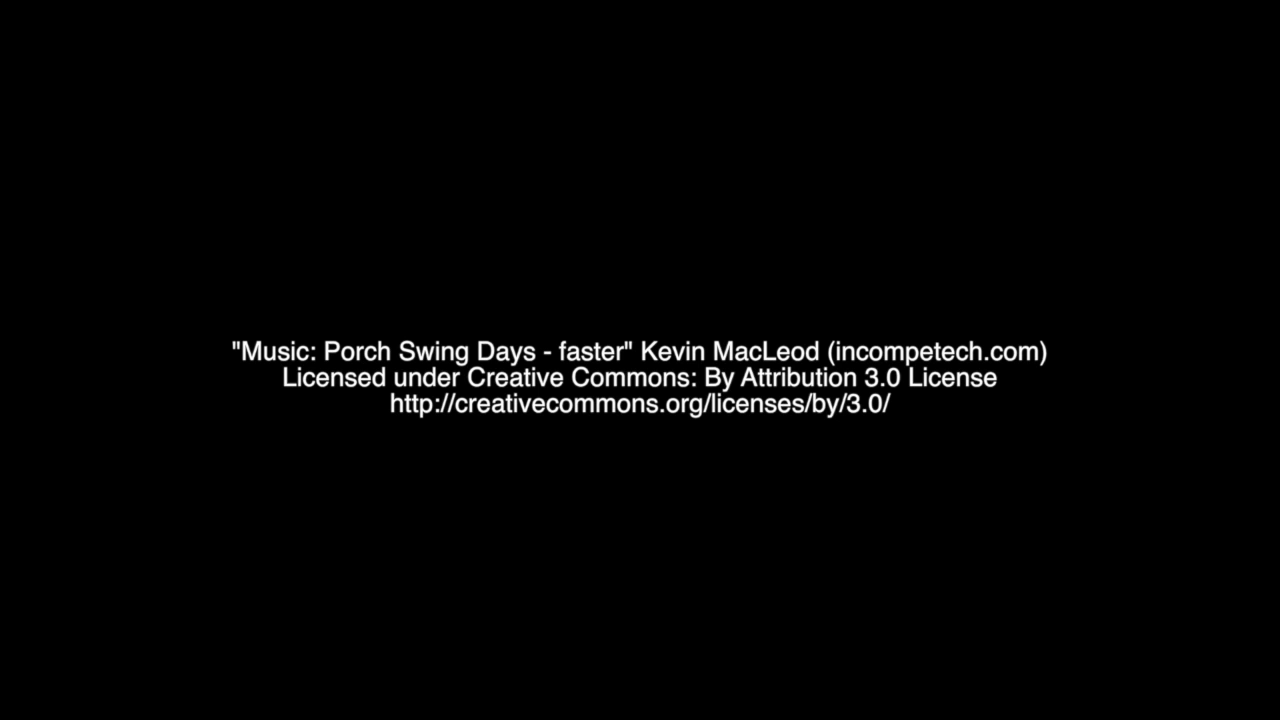 "Music: Porch Swing Days - faster" Kevin MacLeod (incompetech.com)
Licensed under Creative Commons: By Attribution 3.0 License
http://creativecommons.org/licenses/by/3.0/